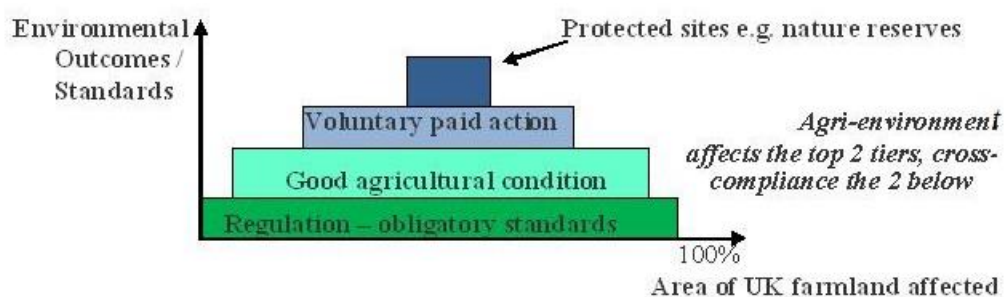 Environmental
Outcomes /
Standards
Protected sites e.g. nature reserves
Voluntary paid action
Good agricultural condition
Regulation – obligatory standards
Agri-environment
affects the top 2 tiers, cross-
compliance the 2 below
100%
Area of UK farmland affected